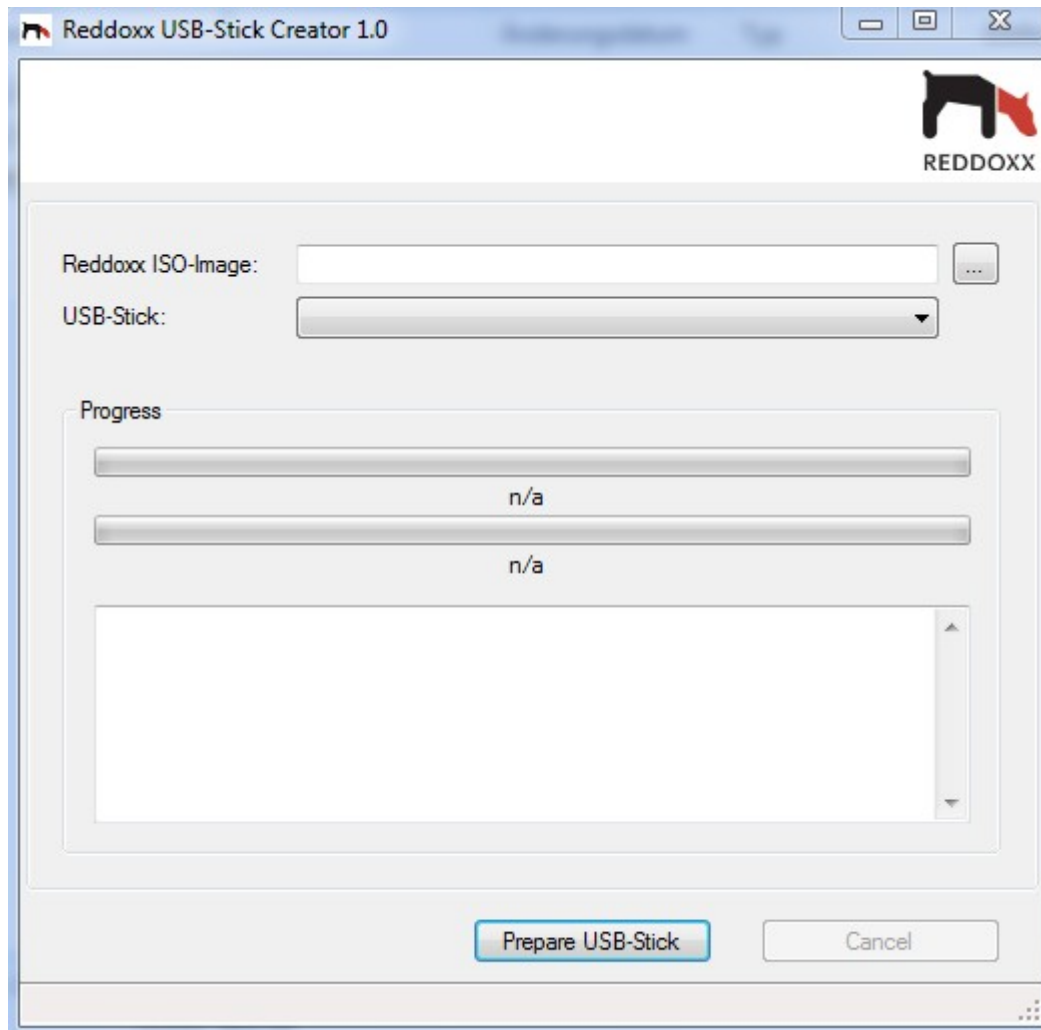 Reddoxx USB-Stick Creator 1.0
REDDOXX
Reddoxx ISO-Image:
...
USB-Stick:
Progress
n/a
n/a
Prepare USB-Stick
Cancel